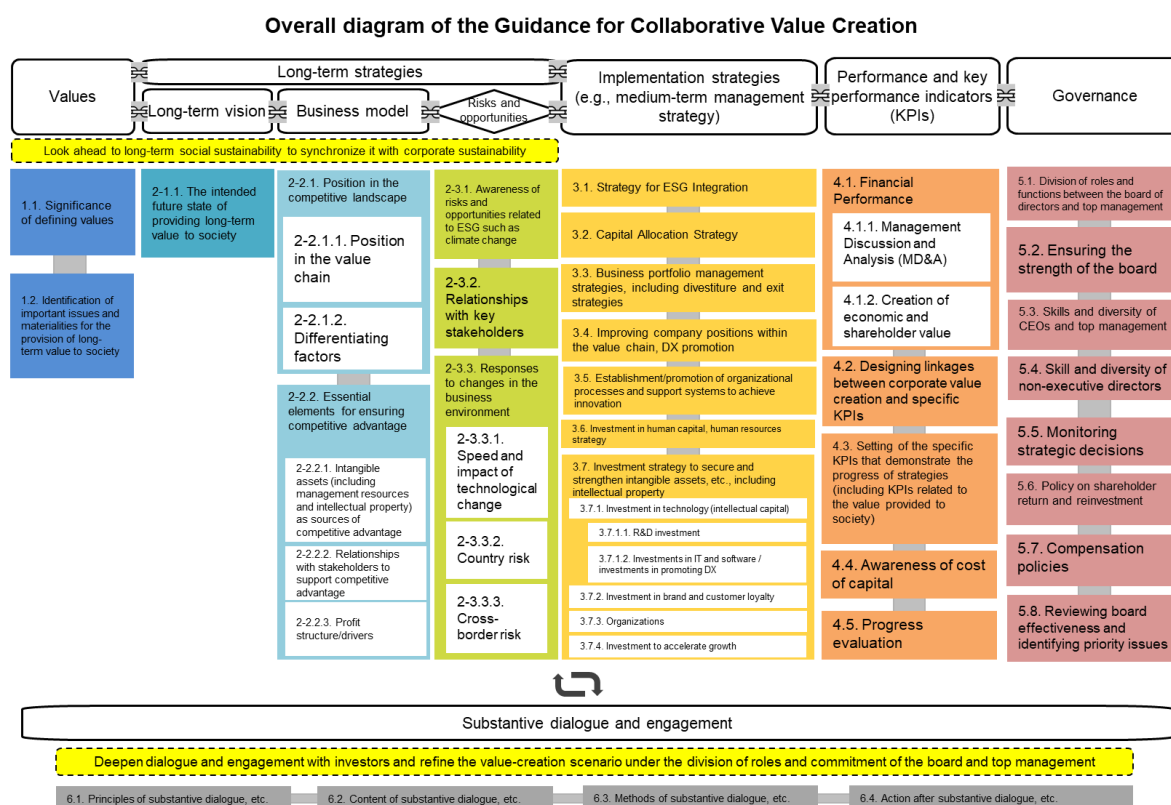 Overall diagram of the Guidance for Collaborative Value Creation
Values
Long-term strategies
Long-term vision
Business model
Risks and
opportunities
Implementation strategies
(e.g., medium-term management
strategy)
Performance and key
performance indicators
(KPIs)
Governance
Look ahead to long-term social sustainability to synchronize it with corporate sustainability
1.1. Significance
of defining values
1.2. Identification of
important issues and
materialities for the
provision of long-
term value to society
2-1.1. The intended
future state of
providing long-term
value to society
2-2.1. Position in the
competitive landscape
2-2.1.1. Position
in the value
chain
2-2.1.2.
Differentiating
factors
2-2.2. Essential
elements for ensuring
competitive advantage
2-2.2.1. Intangible
assets (including
management resources
and intellectual property)
as sources of
competitive advantage
2-2.2.2. Relationships
with stakeholders to
support competitive
advantage
2-2.2.3. Profit
structure/drivers
2-3.1. Awareness of
risks and
opportunities related
to ESG such as
climate change
2-3.2.
Relationships
with key
stakeholders
2-3.3. Responses
to changes in the
business
environment
2-3.3.1.
Speed and
impact of
technological
change
2-3.3.2.
Country risk
2-3.3.3.
Cross-
border risk
3.1. Strategy for ESG Integration
3.2. Capital Allocation Strategy
3.3. Business portfolio management
strategies, including divestiture and exit
strategies
3.4. Improving company positions within
the value chain, DX promotion
3.5. Establishment/promotion of organizational
processes and support systems to achieve
innovation
3.6. Investment in human capital, human resources
strategy
3.7. Investment strategy to secure and
strengthen intangible assets, etc., including
intellectual property
3.7.1. Investment in technology (intellectual capital)
3.7.1.1. R&D investment
3.7.1.2. Investments in IT and software /
investments in promoting DX
3.7.2. Investment in brand and customer loyalty
3.7.3. Organizations
3.7.4. Investment to accelerate growth
4.1. Financial
Performance
4.1.1. Management
Discussion and
Analysis (MD&A)
4.1.2. Creation of
economic and
shareholder value
4.2. Designing linkages
between corporate value
creation and specific
KPIs
4.3. Setting of the specific
KPIs that demonstrate the
progress of strategies
(including KPIs related to
the value provided to
society)
4.4. Awareness of cost
of capital
4.5. Progress
evaluation
5.1. Division of roles and
functions between the board of
directors and top management
5.2. Ensuring
the strength of the board
5.3. Skills and diversity of
CEOs and top management
5.4. Skill and diversity of
non-executive directors
5.5. Monitoring
strategic decisions
5.6. Policy on shareholder
return and reinvestment
5.7. Compensation
policies
5.8. Reviewing board
effectiveness and
identifying priority issues
Substantive dialogue and engagement
Deepen dialogue and engagement with investors and refine the value-creation scenario under the division of roles and commitment of the board and top management
6.1. Principles of substantive dialogue, etc.
6.2. Content of substantive dialogue, etc.
6.3. Methods of substantive dialogue, etc.
6.4. Action after substantive dialogue, etc.